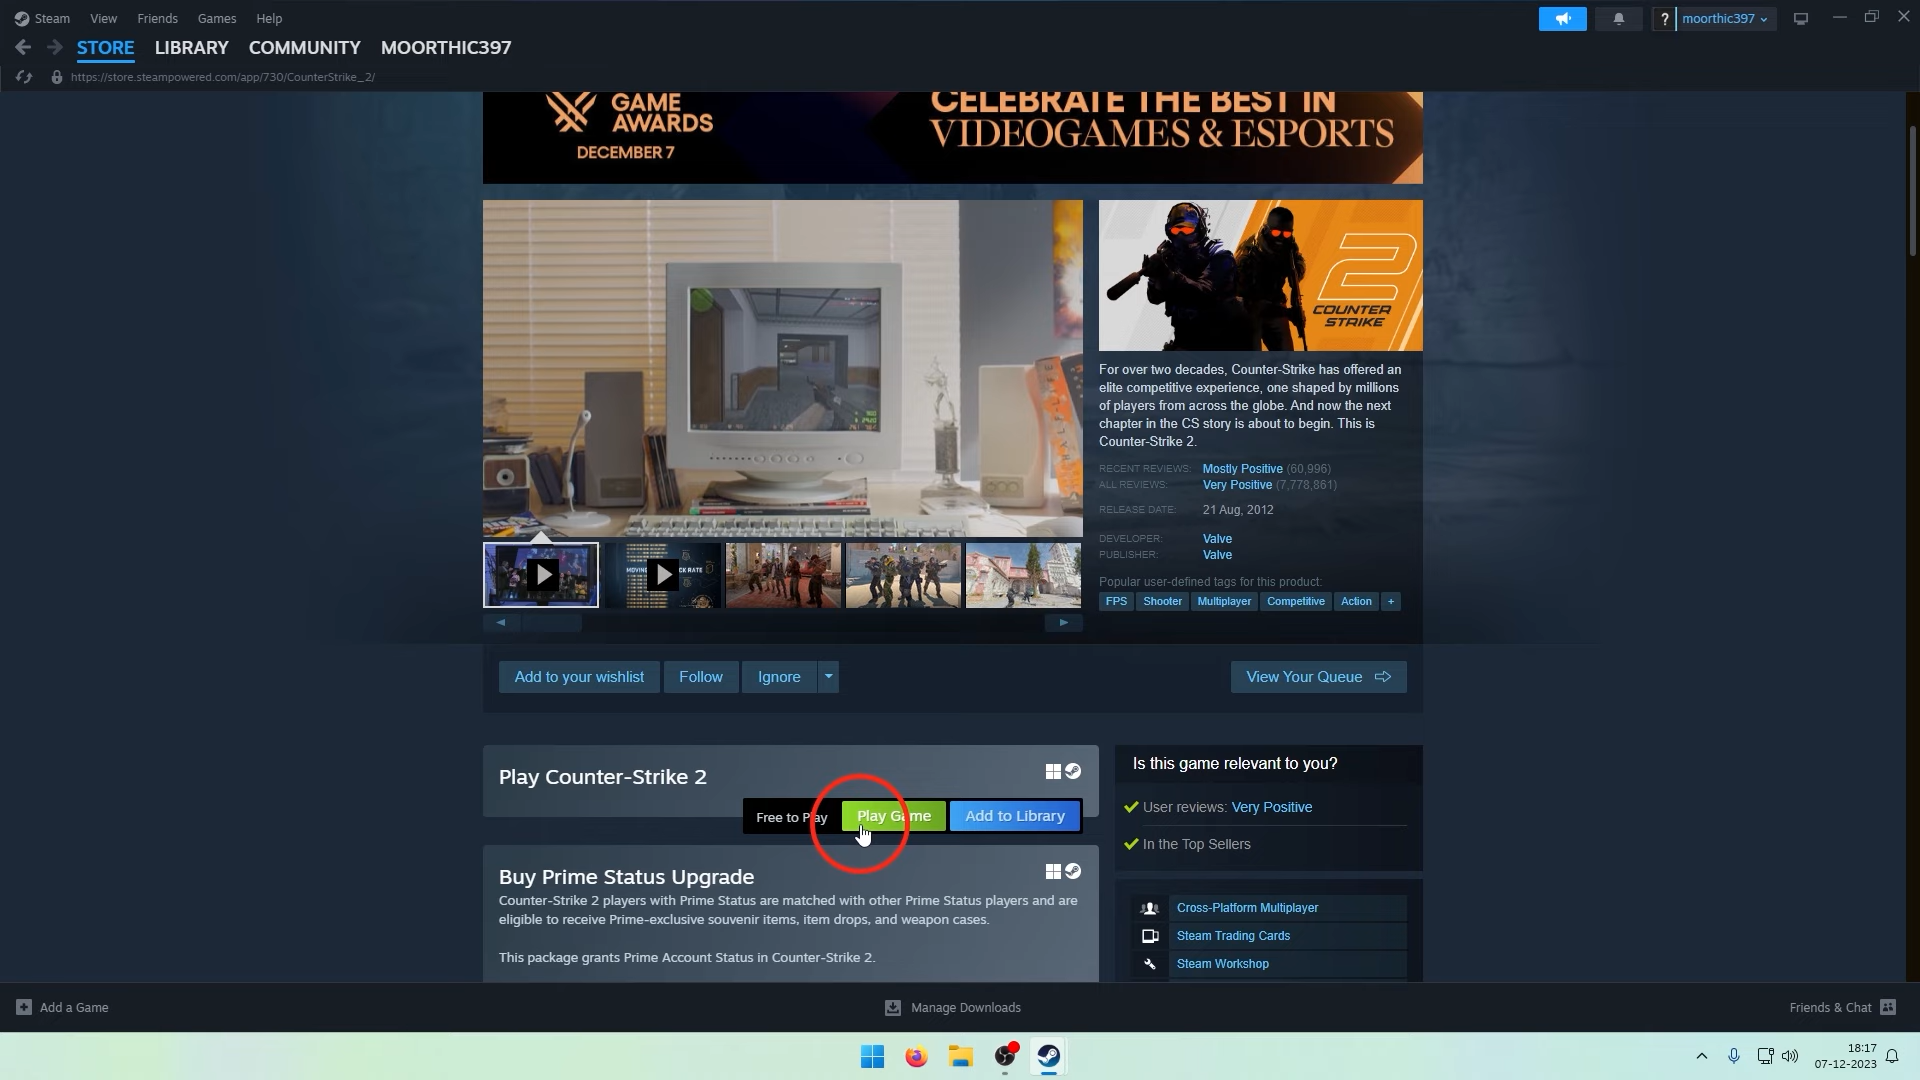 Steam View Friends Games Help
? moorthic397
STORE LIBRARY COMMUNITY MOORTHIC397
https://store.steampowered.com/app/730/CounterStrike_2/
GAME AWARDS
DECEMBER 7
CELEBRATE THE BEST IN
VIDEOGAMES & ESPORTS
2
COUNTER
STRIKE
For over two decades, Counter-Strike has offered an
elite competitive experience, one shaped by millions
of players from across the globe. And now the next
chapter in the CS story is about to begin. This is
Counter-Strike 2.
RECENT REVIEWS: Mostly Positive (60,996)
ALL REVIEWS: Very Positive (7,778,861)
RELEASE DATE: 21 Aug, 2012
DEVELOPER: Valve
PUBLISHER: Valve
Popular user-defined tags for this product:
FPS Shooter Multiplayer Competitive Action +
Add to your wishlist Follow Ignore
View Your Queue
Play Counter-Strike 2
Free to Play Play Game Add to Library
Buy Prime Status Upgrade
Counter-Strike 2 players with Prime Status are matched with other Prime Status players and are
eligible to receive Prime-exclusive souvenir items, item drops, and weapon cases.
This package grants Prime Account Status in Counter-Strike 2.
Is this game relevant to you?
User reviews: Very Positive
In the Top Sellers
Cross-Platform Multiplayer
Steam Trading Cards
Steam Workshop
Add a Game
Manage Downloads
Friends & Chat
18:17
07-12-2023